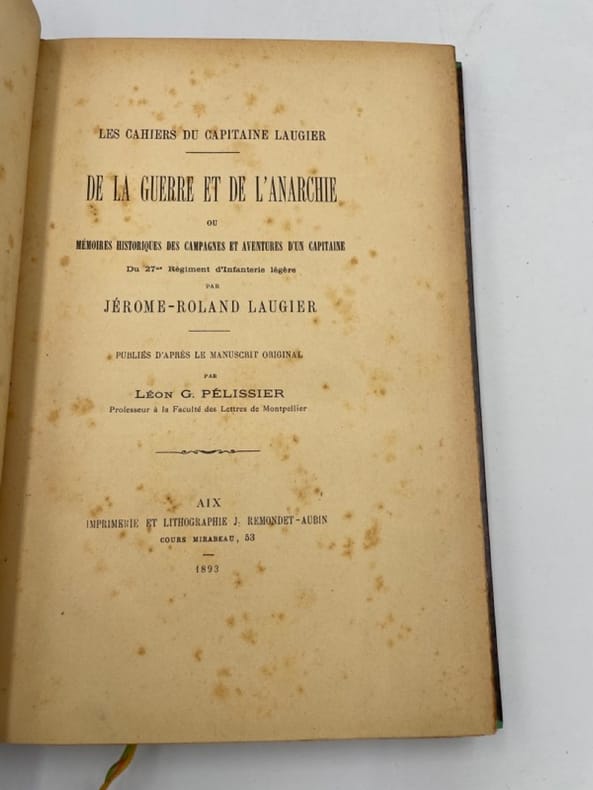 LES CAHIERS DU CAPITAINE LAUGIER
DE LA GUERRE ET DE L'ANARCHIE
OU
MÉMOIRES HISTORIQUES DES CAMPAGNES ET AVENTURES D'UN CAPITAINE
Du 27me Régiment d'Infanterie légère
PAR
JÉROME-ROLAND LAUGIER
PUBLIÉS D'APRÈS LE MANUSCRIT ORIGINAL
PAR
LÉON G. PÉLISSIER
Professeur à la Faculté des Lettres de Montpellier
AIX
IMPRIMERIE ET LITHOGRAPHIE J. REMONDET-AUBIN
COURS MIRABEAU, 53
1893